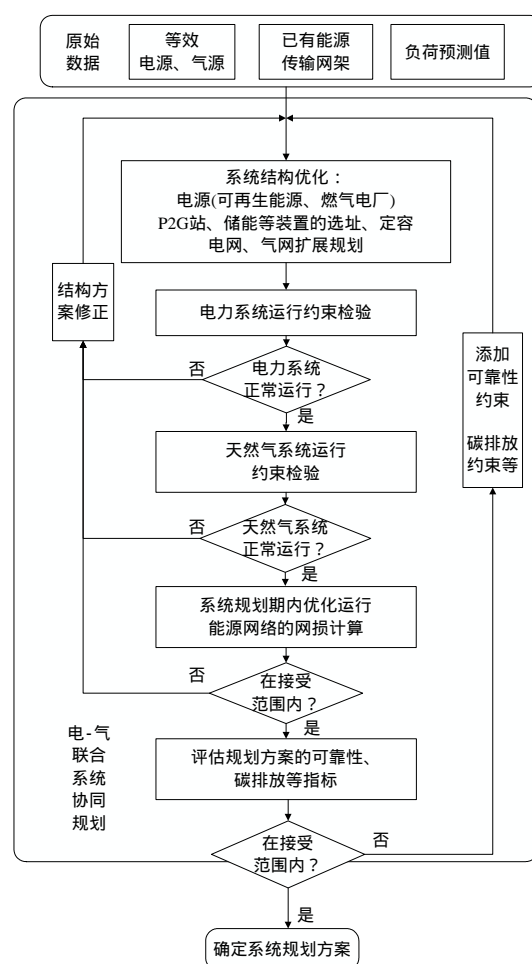 原始
数据
等效
电源、气源
已有能源
传输网架
负荷预测值
系统结构优化：
电源(可再生能源、燃气电厂)
P2G站、储能等装置的选址、定容
电网、气网扩展规划
结构方
案修正
电力系统运行约束检验
添加
可靠性
约束
碳排放
约束等
否
电力系统
正常运行？
是
天然气系统运行
约束检验
否
天然气系统
正常运行？
是
系统规划期内优化运行
能源网络的网损计算
否
在接受
范围内？
是
电-气
联合
系统
协同
规划
评估规划方案的可靠性、
碳排放等指标
在接受
范围内？
否
是
确定系统规划方案